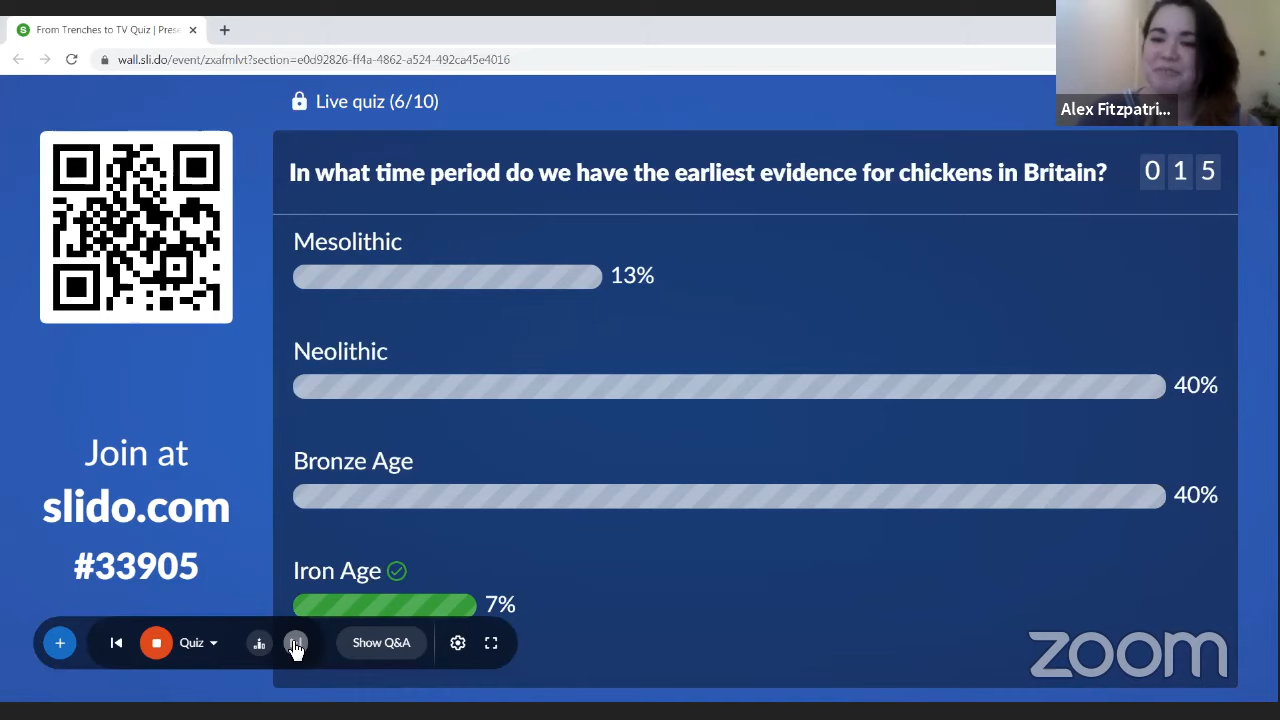 From Trenches to TV Quiz | Prese
wall.sli.do/event/zxafmlvt?section=e0d92826-ff4a-4862-a524-492ca45e4016
Alex Fitzpatri...
Live quiz (6/10)
In what time period do we have the earliest evidence for chickens in Britain?
0 1 5
Mesolithic
13%
Neolithic
40%
Bronze Age
40%
Iron Age
7%
Join at
slido.com
#33905
Quiz
Show Q&A
zoom